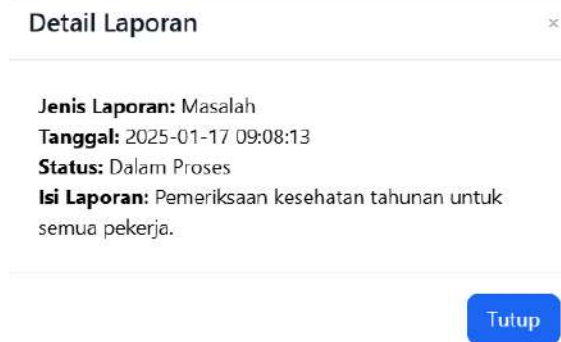 Detail Laporan ×
Jenis Laporan: Masalah
Tanggal: 2025-01-17 09:08:13
Status: Dalam Proses
Isi Laporan: Pemeriksaan kesehatan tahunan untuk
semua pekerja.
Tutup